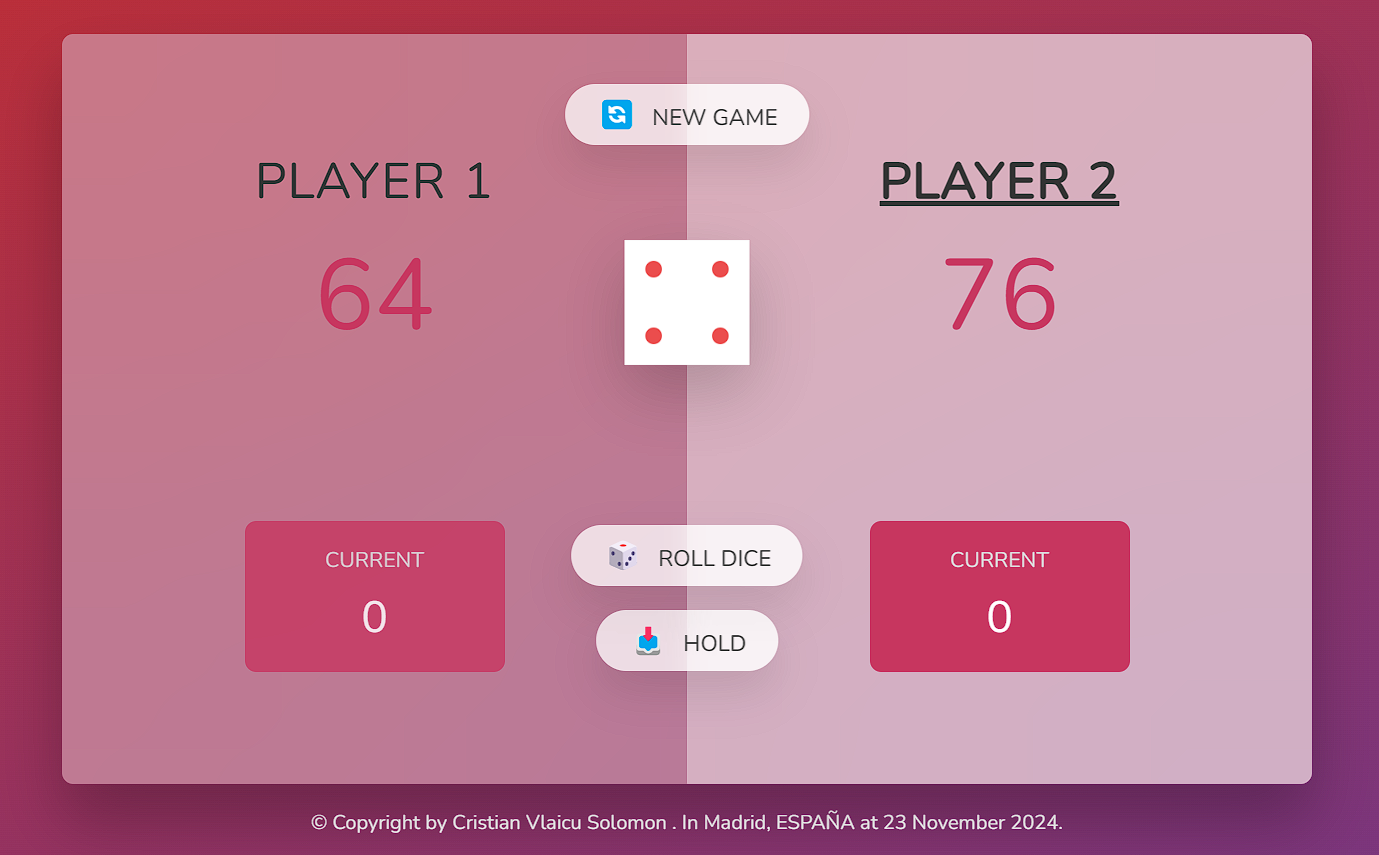 NEW GAME
PLAYER 1
64
CURRENT
0
PLAYER 2
76
CURRENT
0
ROLL DICE
HOLD
© Copyright by Cristian Vlaicu Solomon . In Madrid, ESPAÑA at 23 November 2024.